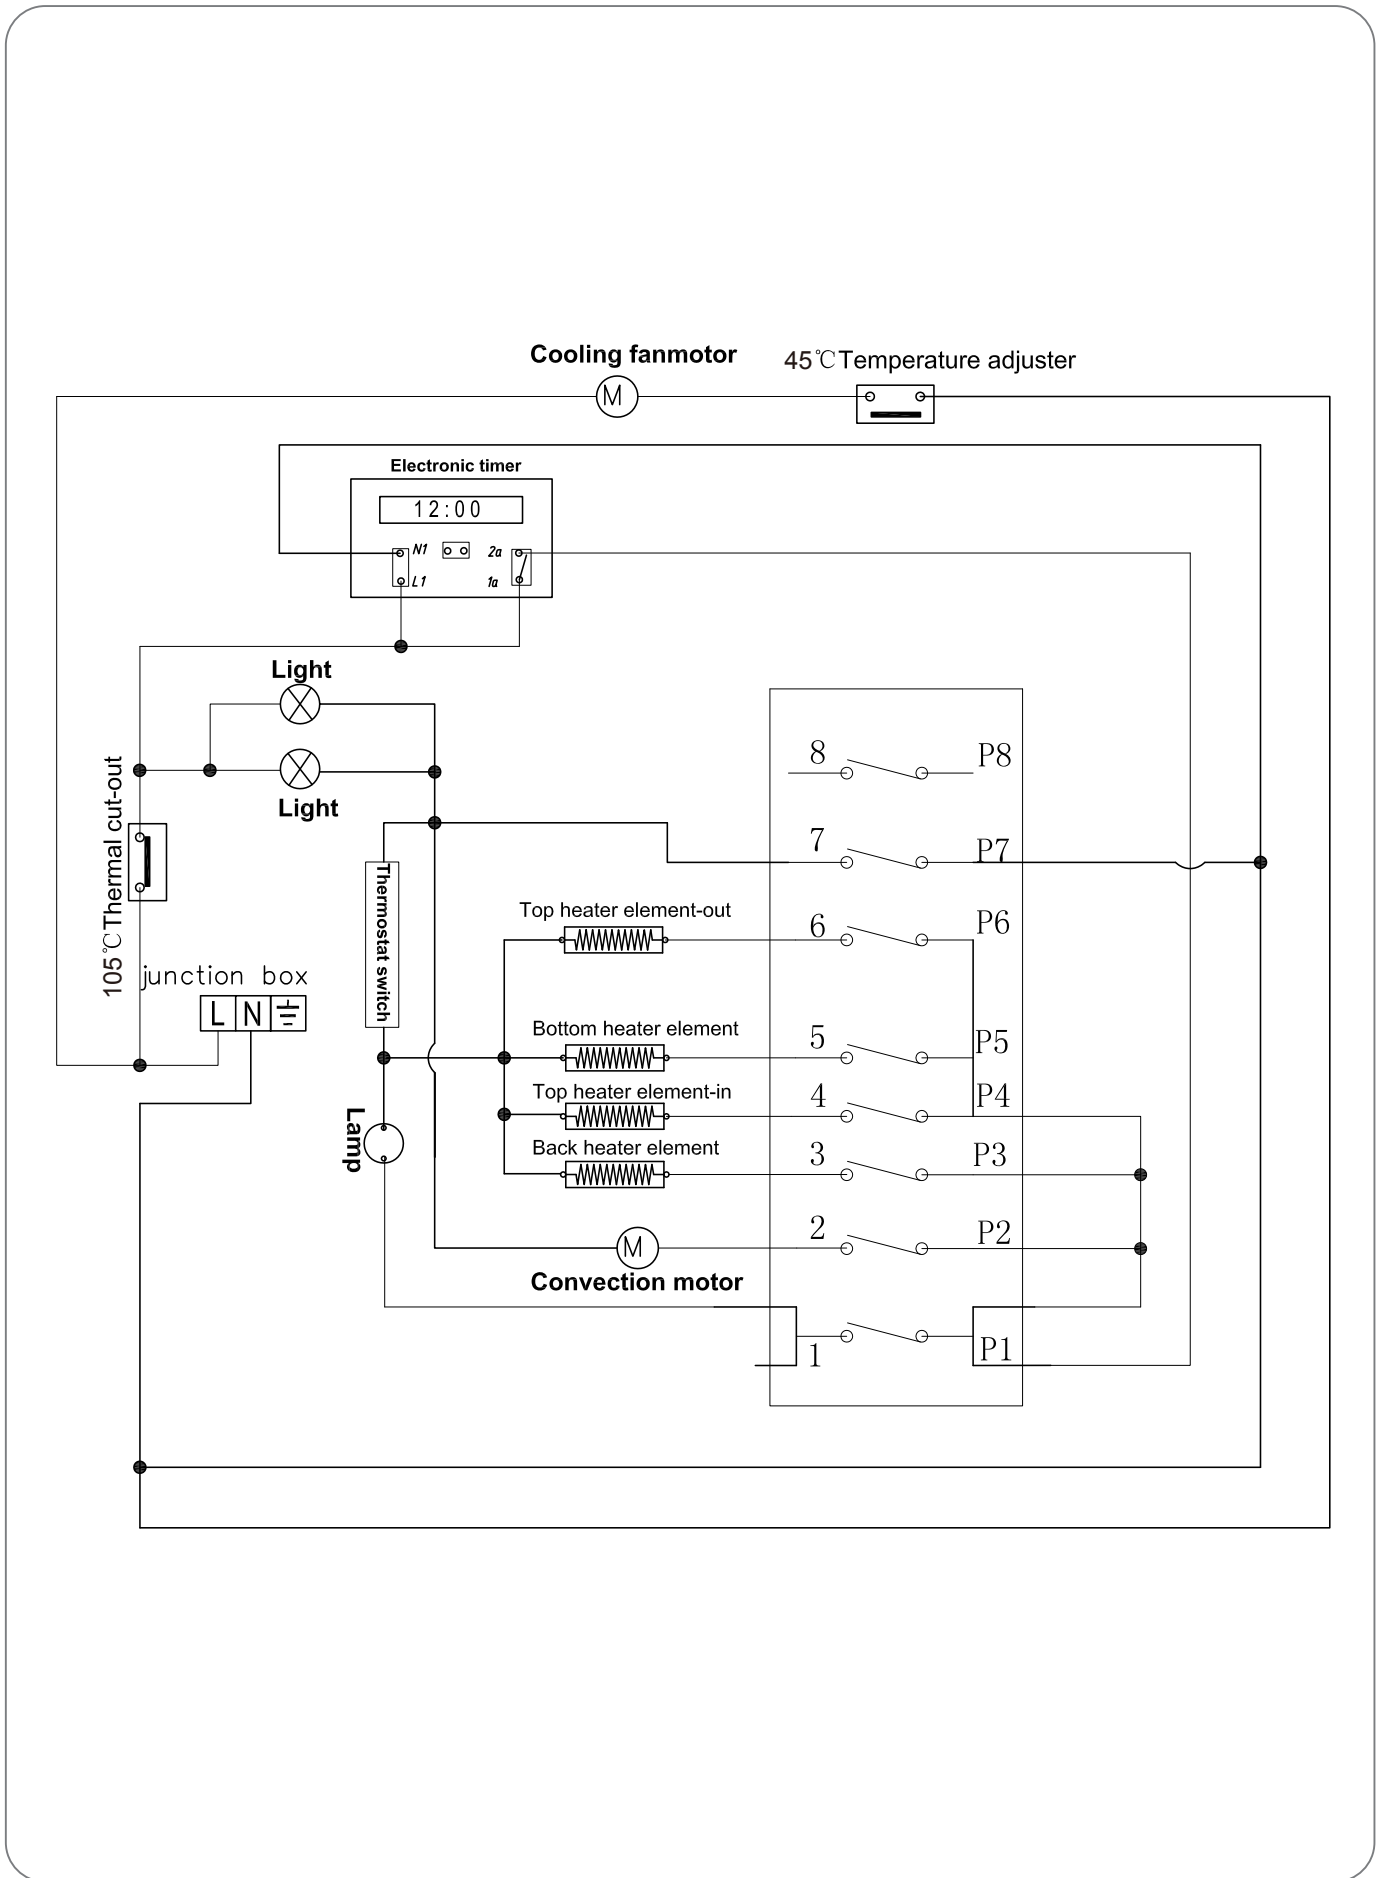 Cooling fanmotor
45℃Temperature adjuster
Electronic timer
12:00
N1
2a
L1
1a
Light
Light
105℃Thermal cut-out
junction box
L N
Thermostat switch
Lamp
8 P8
7 P7
Top heater element-out
6 P6
Bottom heater element
5 P5
Top heater element-in
4 P4
Back heater element
3 P3
2 P2
M
M
Convection motor
1 P1